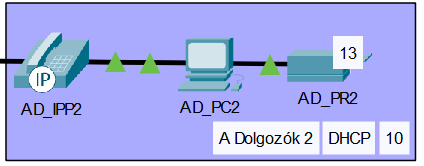 13
IP
AD_IPP2
AD_PC2
AD_PR2
A Dolgozók 2 DHCP 10